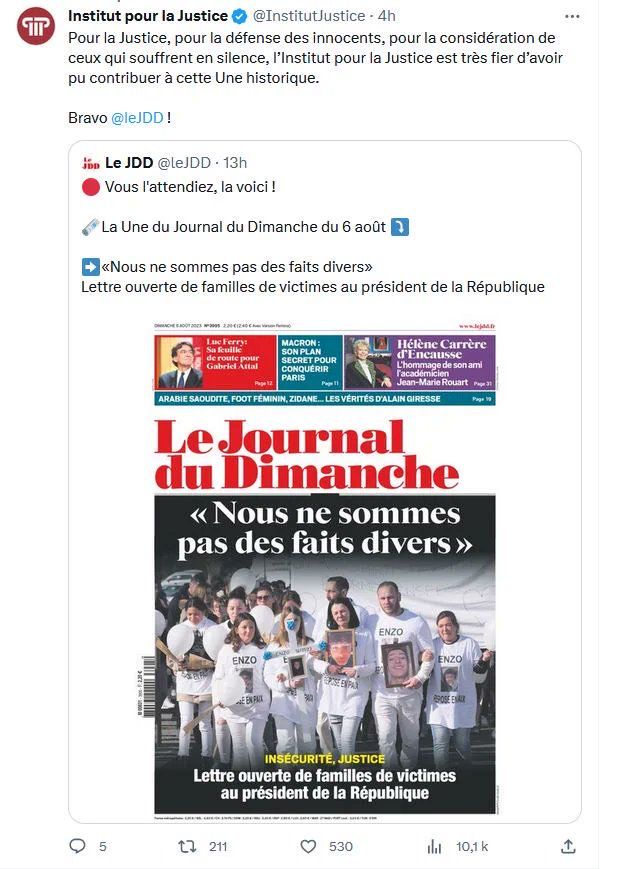 Institut pour la Justice @InstitutJustice · 4h
Pour la Justice, pour la défense des innocents, pour la considération de
ceux qui souffrent en silence, l'Institut pour la Justice est très fier d'avoir
pu contribuer à cette Une historique.
Bravo @leJDD !
Le JDD @leJDD · 13h
Vous l'attendiez, la voici !
La Une du Journal du Dimanche du 6 août
«Nous ne sommes pas des faits divers»
Lettre ouverte de familles de victimes au président de la République
DIMANCHE 6 AOÛT 2023 N°3995 2,20 € (2,40 € Avec Version Femina)
www.lejdd.fr
Luc Ferry:
Sa feuille
de route pour
Gabriel Attal
Page 12
MACRON :
SON PLAN
SECRET POUR
CONQUÉRIR
PARIS
Page 11
Hélène Carrère
d'Encausse
L'hommage de son ami
l'académicien
Jean-Marie Rouart Page 31
ARABIE SAOUDITE, FOOT FÉMININ, ZIDANE... LES VÉRITÉS D'ALAIN GIRESSE Page 19
Le Journal
du Dimanche
« Nous ne sommes
pas des faits divers »
ENZO
REPOSE EN PAIX
REPOSE EN PAIX
ENZO
ENZO
REPOSE EN PAIX
INSÉCURITÉ, JUSTICE
Lettre ouverte de familles de victimes
au président de la République
5
211
530
10,1 k